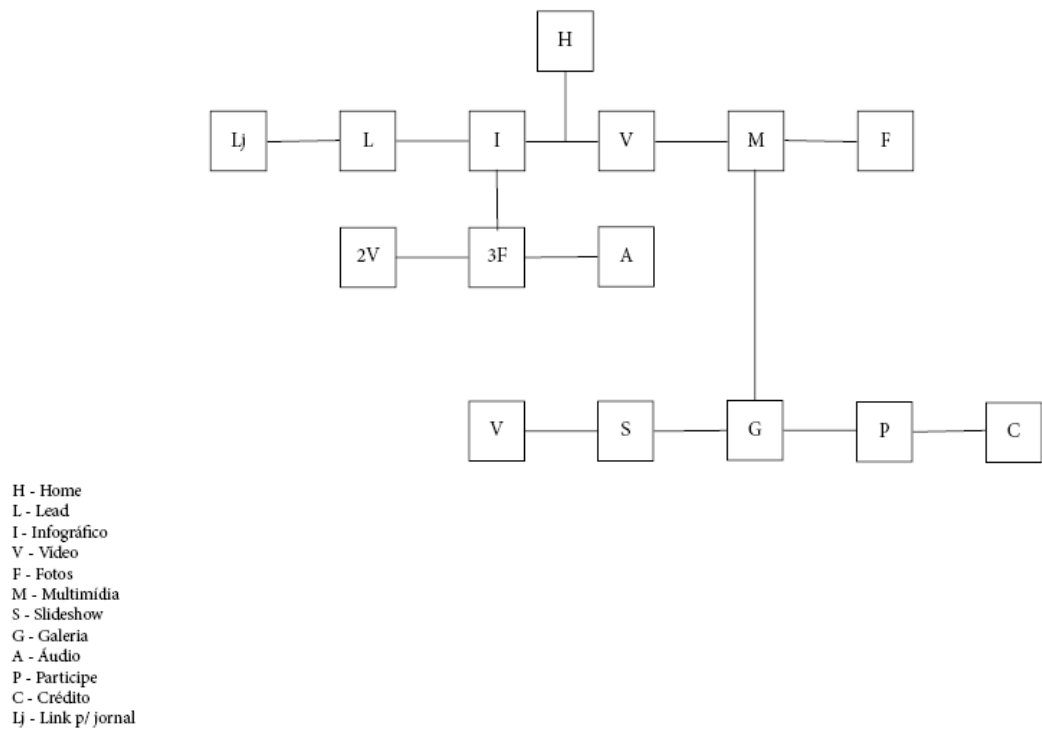 H
Lj L I V M F
2V 3F A
V S G P C
H - Home
L - Lead
I - Infográfico
V - Vídeo
F - Fotos
M - Multimídia
S - Slideshow
G - Galeria
A - Áudio
P - Participe
C - Crédito
Lj - Link p/ jornal